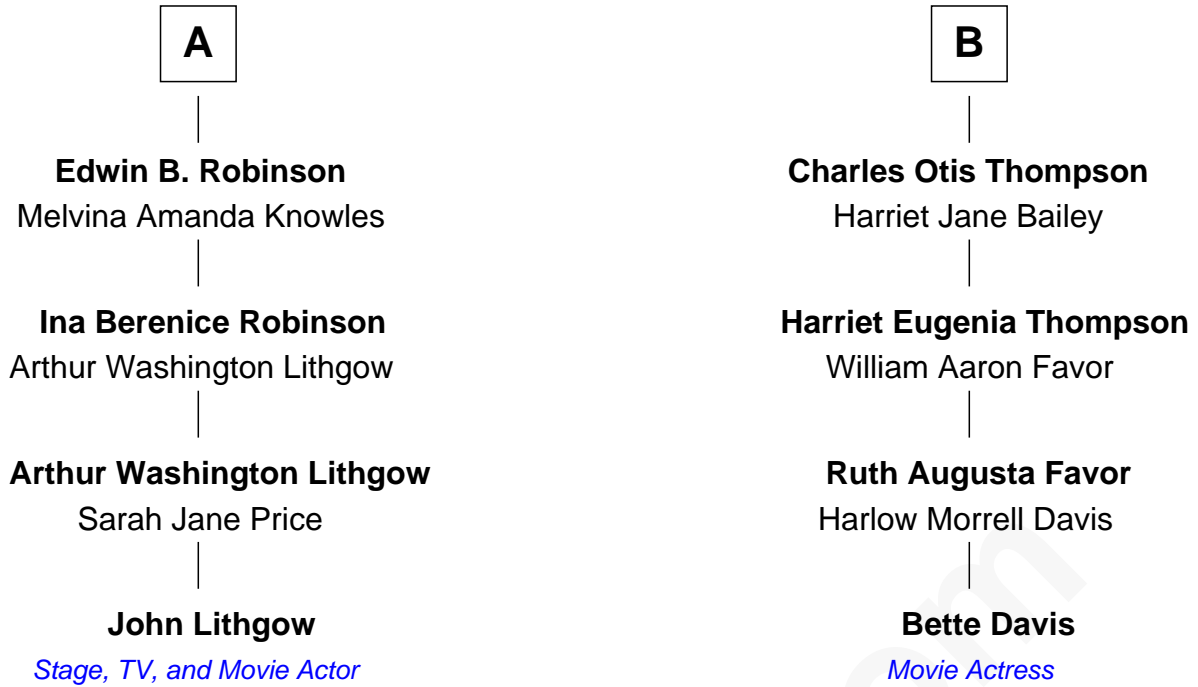 A
Edwin B. Robinson
Melvina Amanda Knowles
Ina Berenice Robinson
Arthur Washington Lithgow
Arthur Washington Lithgow
Sarah Jane Price
John Lithgow
Stage, TV, and Movie Actor
B
Charles Otis Thompson
Harriet Jane Bailey
Harriet Eugenia Thompson
William Aaron Favor
Ruth Augusta Favor
Harlow Morrell Davis
Bette Davis
Movie Actress